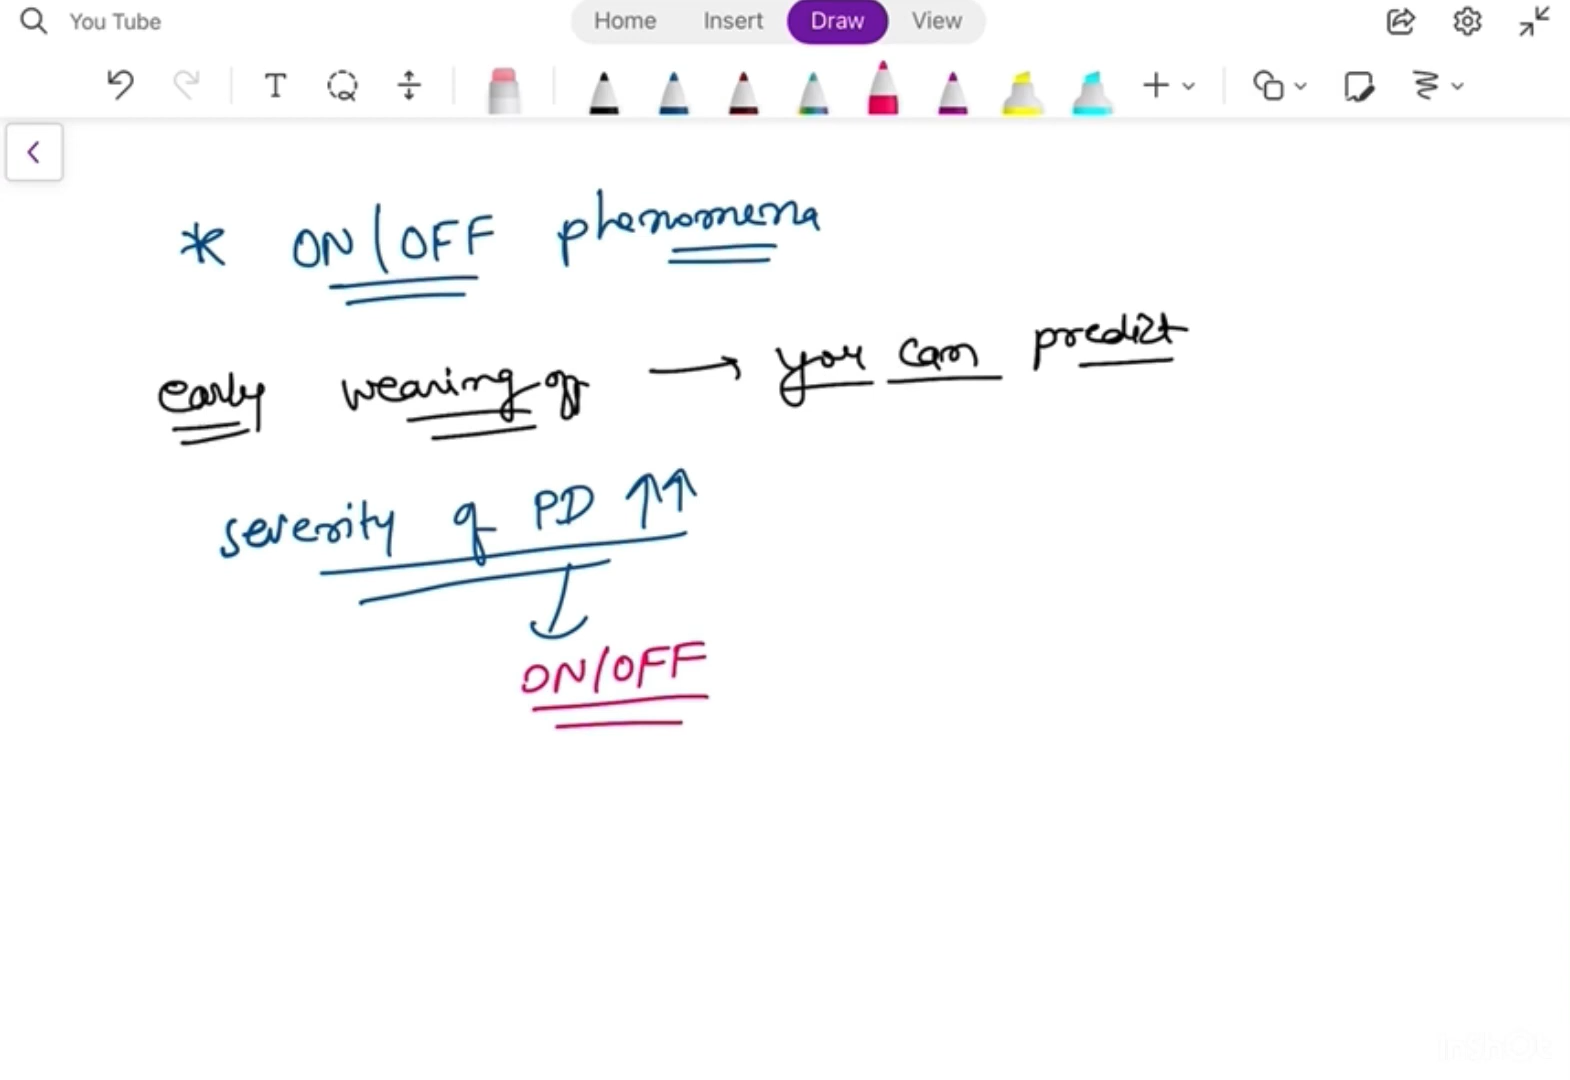 You Tube
Home Insert Draw View
T
* ON/OFF phenomena
early wearing off → you can predict
severity of PD ↑↑
↓
ON/OFF